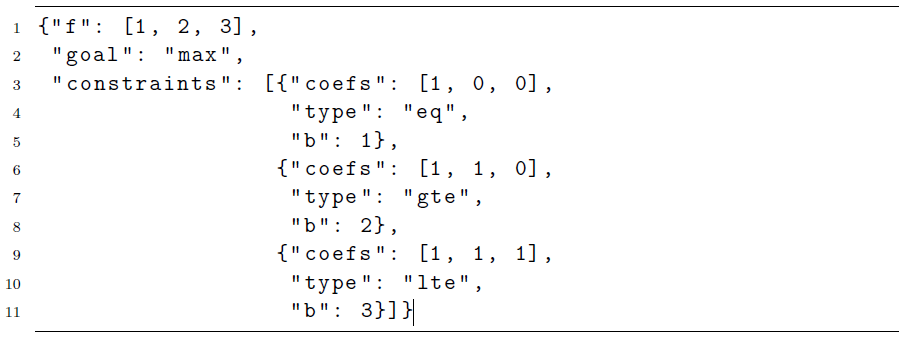 1 {"f": [1, 2, 3],
2 "goal": "max",
3 "constraints": [{"coefs": [1, 0, 0],
4 "type": "eq",
5 "b": 1},
6 {"coefs": [1, 1, 0],
7 "type": "gte",
8 "b": 2},
9 {"coefs": [1, 1, 1],
10 "type": "lte",
11 "b": 3}]}